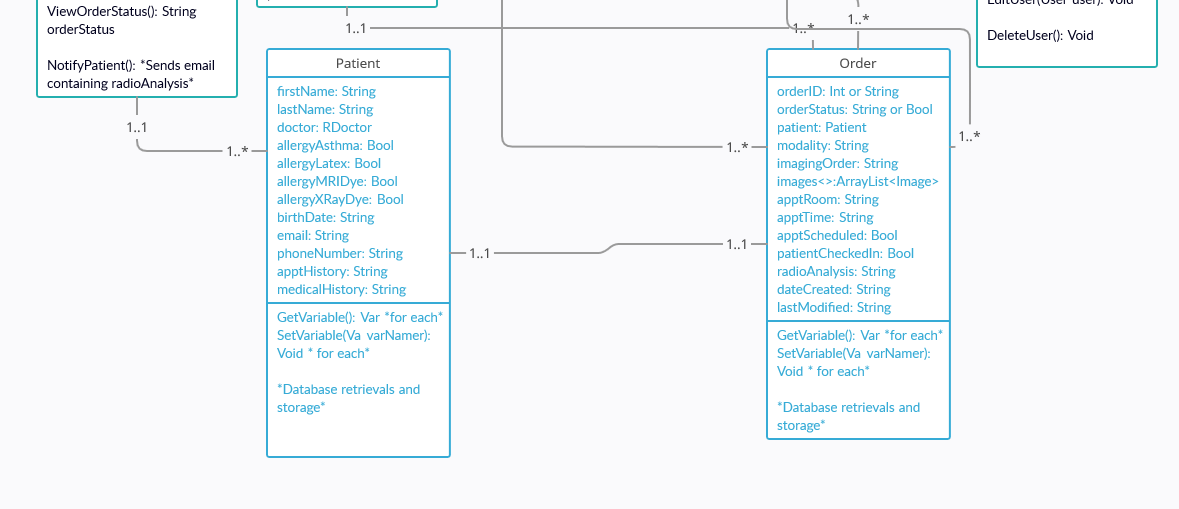 ViewOrderStatus(): String
orderStatus
NotifyPatient(): *Sends email
containing radioAnalysis*
DeleteUser(): Void
1..1
1..*
1..*
1..1
1..*
1..*
1..*
1..1
1..1
Patient
firstName: String
lastName: String
doctor: RDoctor
allergyAsthma: Bool
allergyLatex: Bool
allergyMRIDye: Bool
allergyXRayDye: Bool
birthDate: String
email: String
phoneNumber: String
apptHistory: String
medicalHistory: String
GetVariable(): Var *for each*
SetVariable(Va varNamer):
Void * for each*
*Database retrievals and
storage*
Order
orderID: Int or String
orderStatus: String or Bool
patient: Patient
modality: String
imagingOrder: String
images<>:ArrayList<Image>
apptRoom: String
apptTime: String
apptScheduled: Bool
patientCheckedIn: Bool
radioAnalysis: String
dateCreated: String
lastModified: String
GetVariable(): Var *for each*
SetVariable(Va varNamer):
Void * for each*
*Database retrievals and
storage*